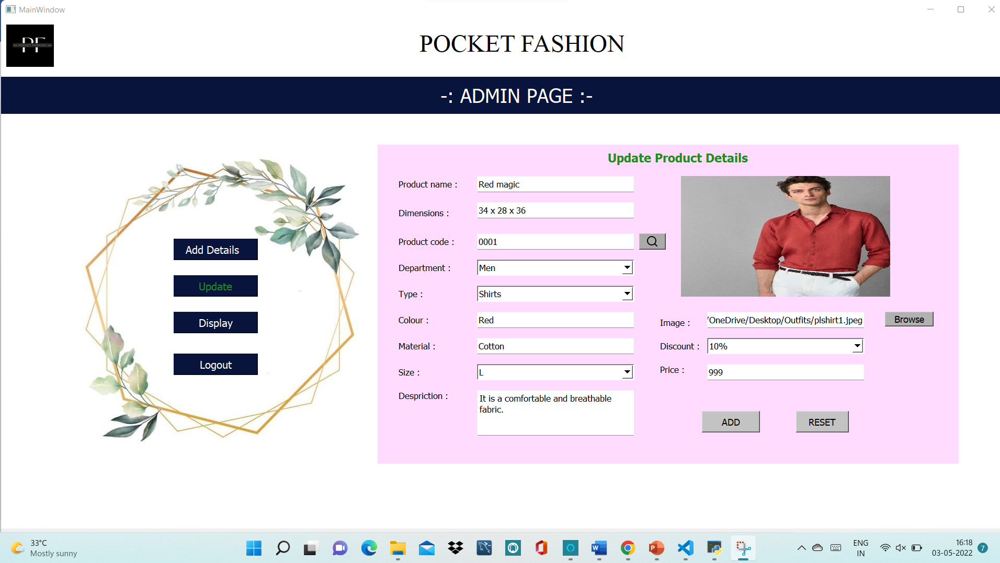 MainWindow
PF
POCKET FASHION
POCKET FASHION
-: ADMIN PAGE :-
Add Details
Update
Display
Logout
Update Product Details
Product name : Red magic
Dimensions : 34 x 28 x 36
Product code : 0001
Department : Men
Type : Shirts
Colour : Red
Material : Cotton
Size : L
Despriction : It is a comfortable and breathable
fabric.
Image : /OneDrive/Desktop/Outfits/plshirt1.jpeg Browse
Discount : 10%
Price : 999
ADD RESET
33°C
Mostly sunny
ENG
IN
16:18
03-05-2022
7